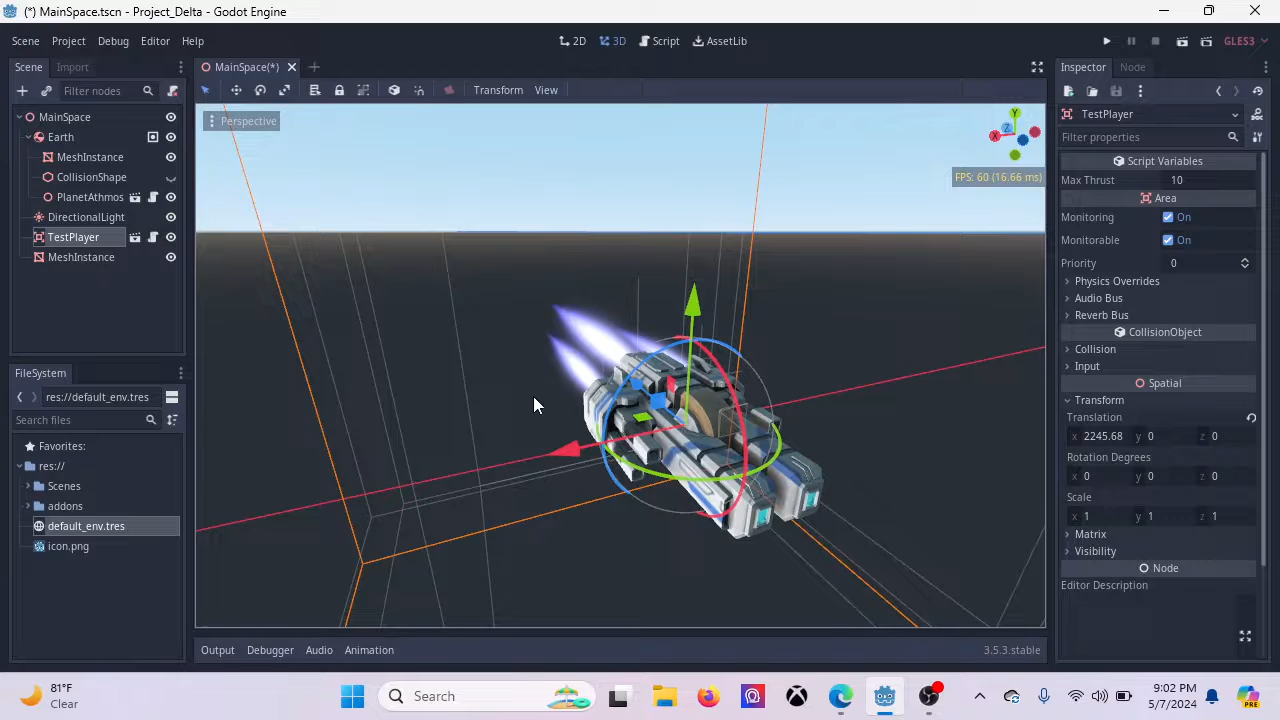 (*) MainSpace.tscn - Project_Delta - Godot Engine
Scene Project Debug Editor Help
2D 3D Script AssetLib
GLES3
Scene Import
MainSpace(*)
Inspector Node
Filter nodes
Transform View
Perspective
FPS: 60 (16.66 ms)
Y
X
Z
MainSpace
Earth
MeshInstance
CollisionShape
PlanetAthmos
DirectionalLight
TestPlayer
MeshInstance
FileSystem
res://default_env.tres
Search files
Favorites:
res://
Scenes
addons
default_env.tres
icon.png
Output Debugger Audio Animation
3.5.3.stable
TestPlayer
Filter properties
Script Variables
Max Thrust 10
Area
Monitoring On
Monitorable On
Priority 0
Physics Overrides
Audio Bus
Reverb Bus
CollisionObject
Collision
Input
Spatial
Transform
Translation
x 2245.68 y 0 z 0
Rotation Degrees
x 0 y 0 z 0
Scale
x 1 y 1 z 1
Matrix
Visibility
Node
Editor Description
81°F
Clear
Search
9:02 PM
5/7/2024
PRE